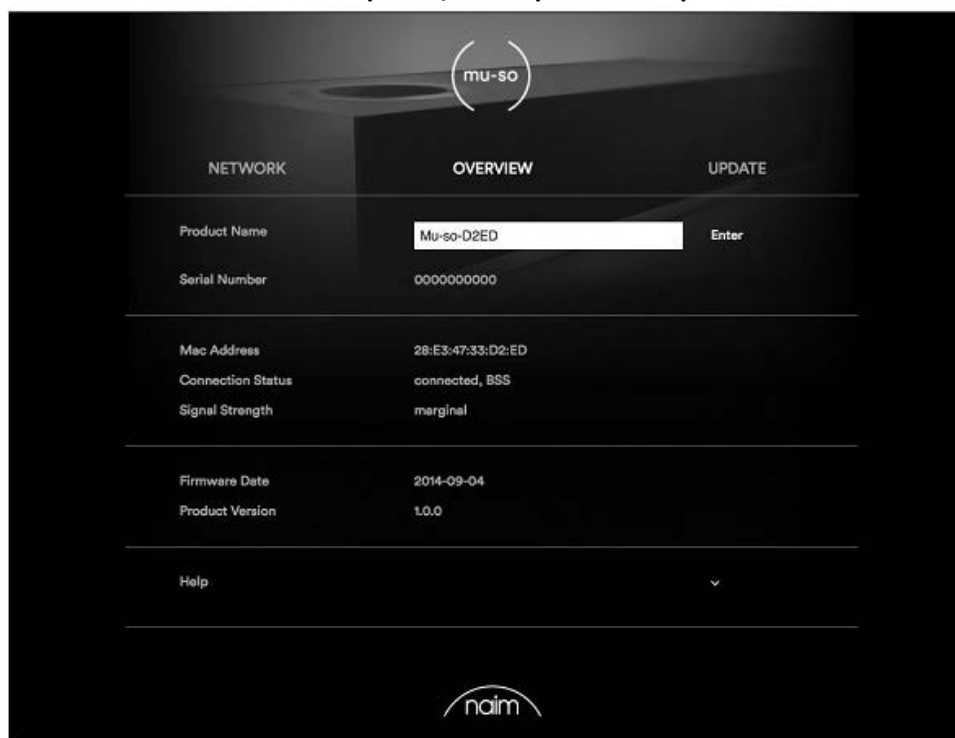 mu-so
NETWORK OVERVIEW UPDATE
Product Name Mu-so-D2ED Enter
Serial Number 0000000000
Mac Address 28:E3:47:33:D2:ED
Connection Status connected, BSS
Signal Strength marginal
Firmware Date 2014-09-04
Product Version 1.0.0
Help
naim